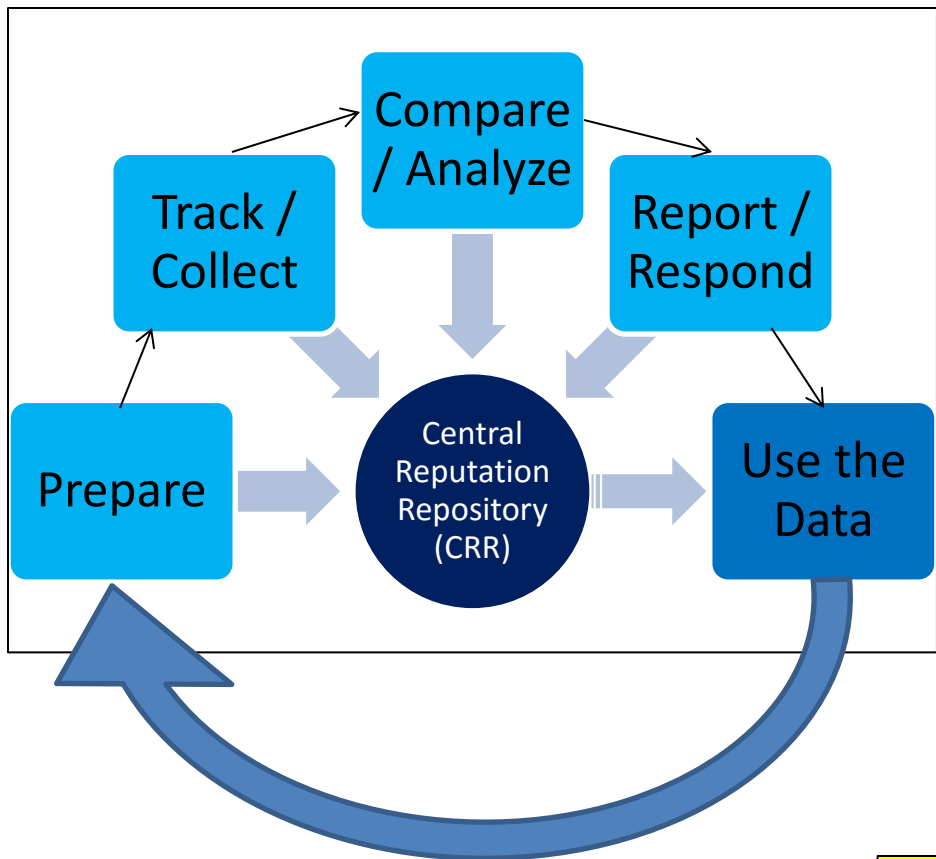 Compare
/ Analyze
Track /
Collect
Report /
Respond
Prepare
Central
Reputation
Repository
(CRR)
Use the
Data